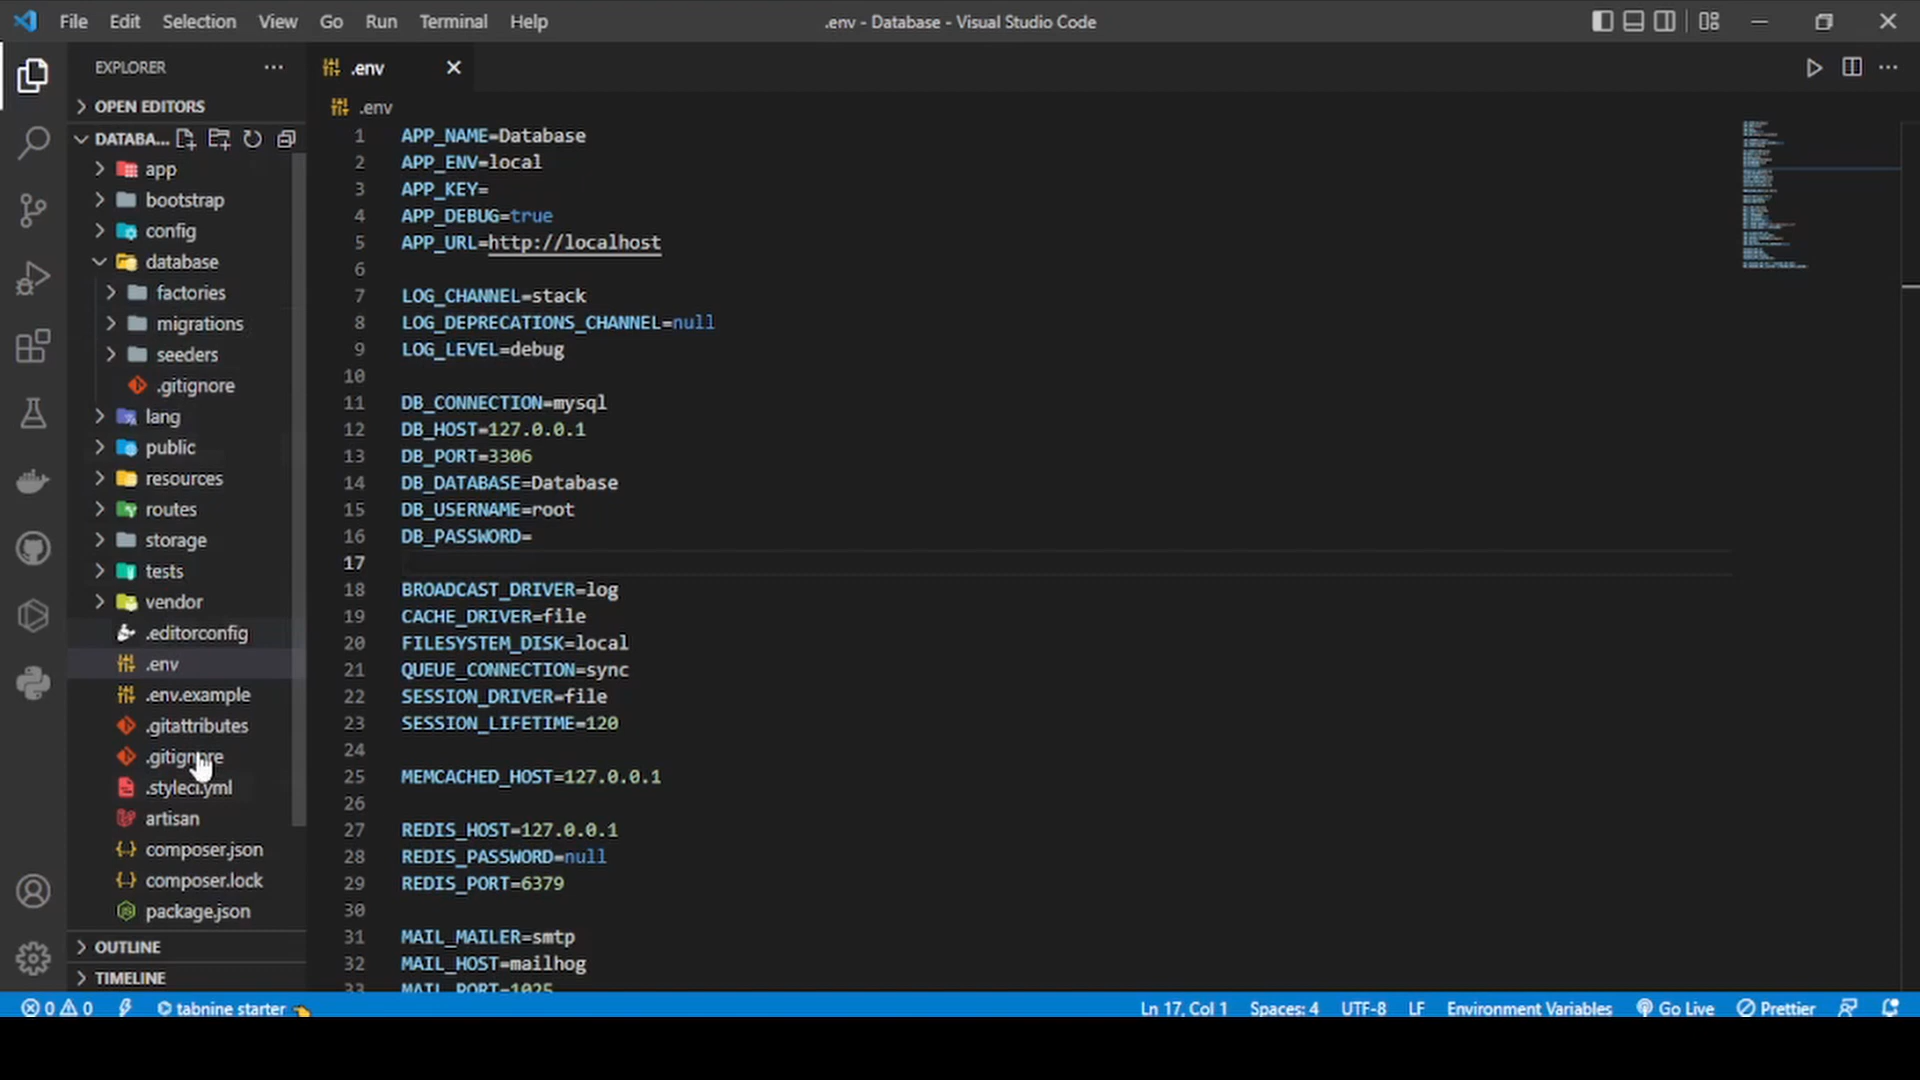 File Edit Selection View Go Run Terminal Help
.env - Database - Visual Studio Code
EXPLORER
OPEN EDITORS
DATABA...
app
bootstrap
config
database
factories
migrations
seeders
.gitignore
lang
public
resources
routes
storage
tests
vendor
.editorconfig
.env
.env.example
.gitattributes
.gitignore
.styleci.yml
artisan
composer.json
composer.lock
package.json
OUTLINE
TIMELINE
.env
.env
1 APP_NAME=Database
2 APP_ENV=local
3 APP_KEY=
4 APP_DEBUG=true
5 APP_URL=http://localhost
6
7 LOG_CHANNEL=stack
8 LOG_DEPRECATIONS_CHANNEL=null
9 LOG_LEVEL=debug
10
11 DB_CONNECTION=mysql
12 DB_HOST=127.0.0.1
13 DB_PORT=3306
14 DB_DATABASE=Database
15 DB_USERNAME=root
16 DB_PASSWORD=
17
18 BROADCAST_DRIVER=log
19 CACHE_DRIVER=file
20 FILESYSTEM_DISK=local
21 QUEUE_CONNECTION=sync
22 SESSION_DRIVER=file
23 SESSION_LIFETIME=120
24
25 MEMCACHED_HOST=127.0.0.1
26
27 REDIS_HOST=127.0.0.1
28 REDIS_PASSWORD=null
29 REDIS_PORT=6379
30
31 MAIL_MAILER=smtp
32 MAIL_HOST=mailhog
33 MAIL_PORT=1025
0 0 tabnine starter Ln 17, Col 1 Spaces: 4 UTF-8 LF Environment Variables Go Live Prettier